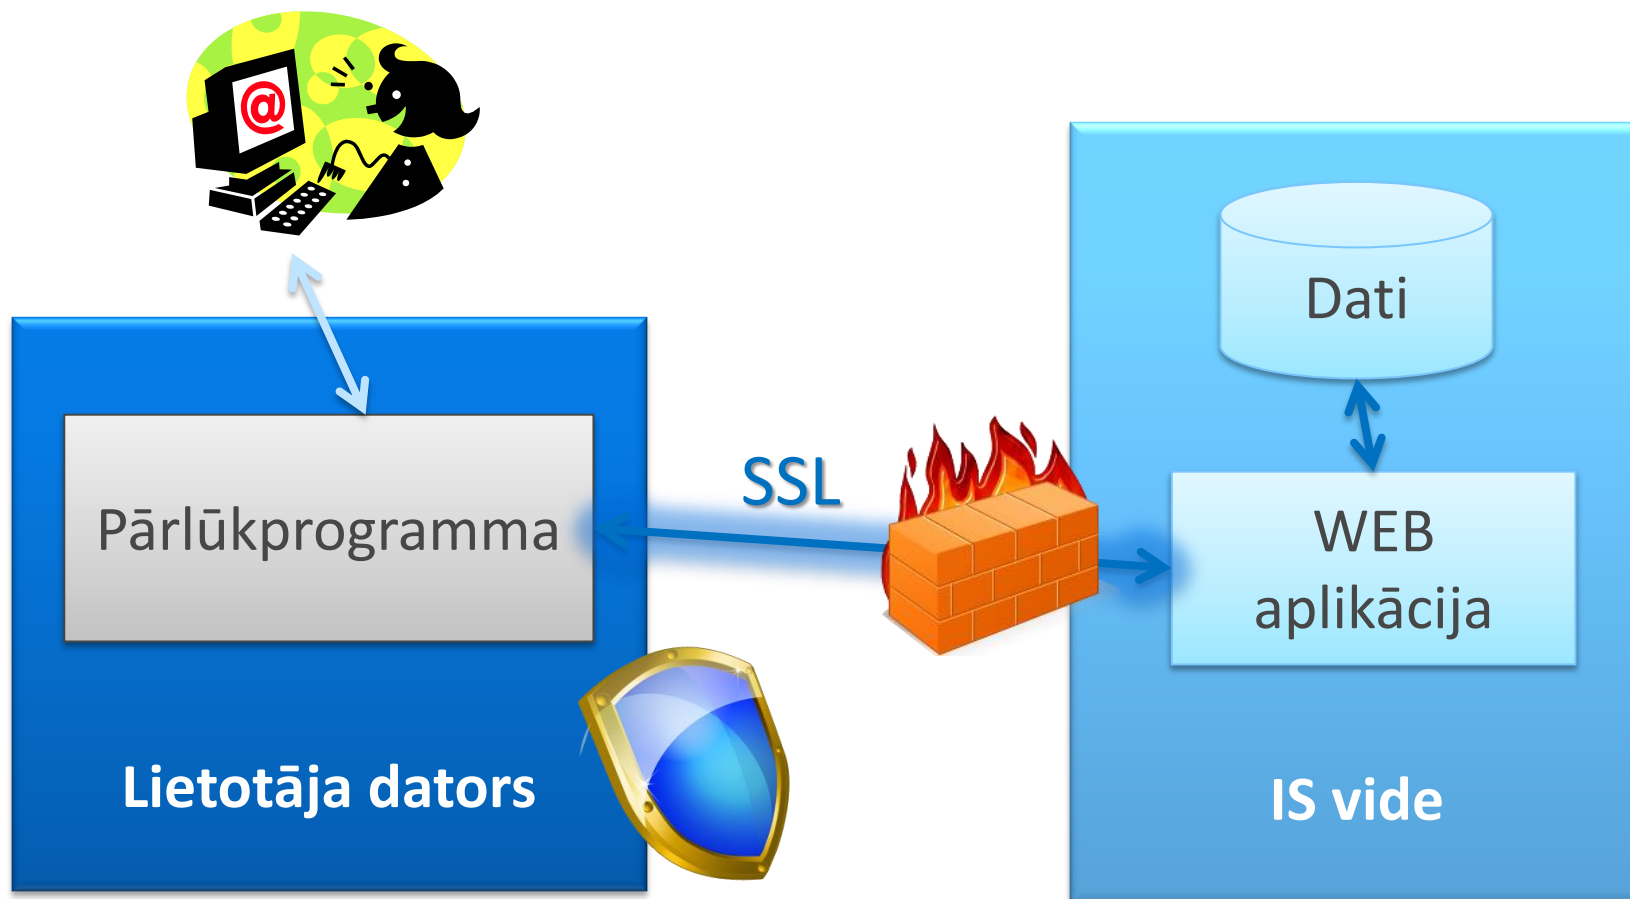 @
Dati
SSL
Pārlūkprogramma
WEB
aplikācija
Lietotāja dators
IS vide